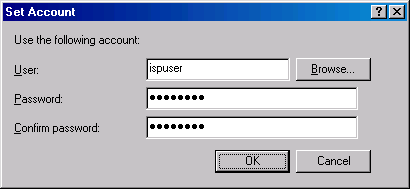 Set Account
Use the following account:
User: ispuser Browse...
Password: ●●●●●●●●
Confirm password: ●●●●●●●●
OK Cancel